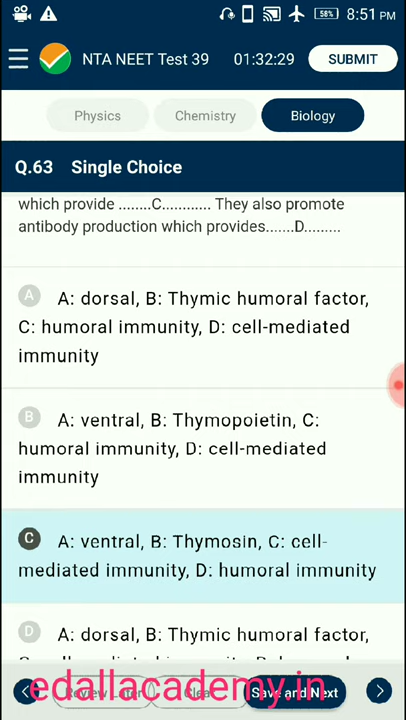 58% 8:51 PM
NTA NEET Test 39 01:32:29 SUBMIT
Physics Chemistry Biology
Q.63 Single Choice
which provide ........C............ They also promote
antibody production which provides.......D.........
A A: dorsal, B: Thymic humoral factor,
C: humoral immunity, D: cell-mediated
immunity
B A: ventral, B: Thymopoietin, C:
humoral immunity, D: cell-mediated
immunity
C A: ventral, B: Thymosin, C: cell-
mediated immunity, D: humoral immunity
D A: dorsal, B: Thymic humoral factor,
Review Later Clear Save and Next
edallacademy.in